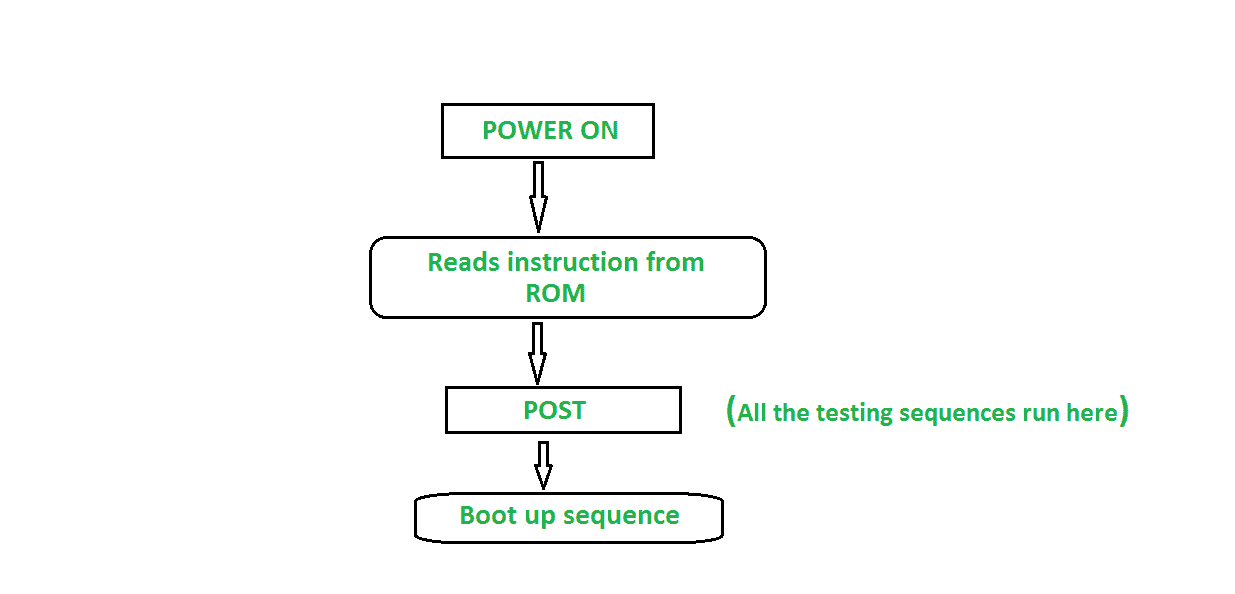 POWER ON
Reads instruction from
ROM
POST
(All the testing sequences run here)
Boot up sequence